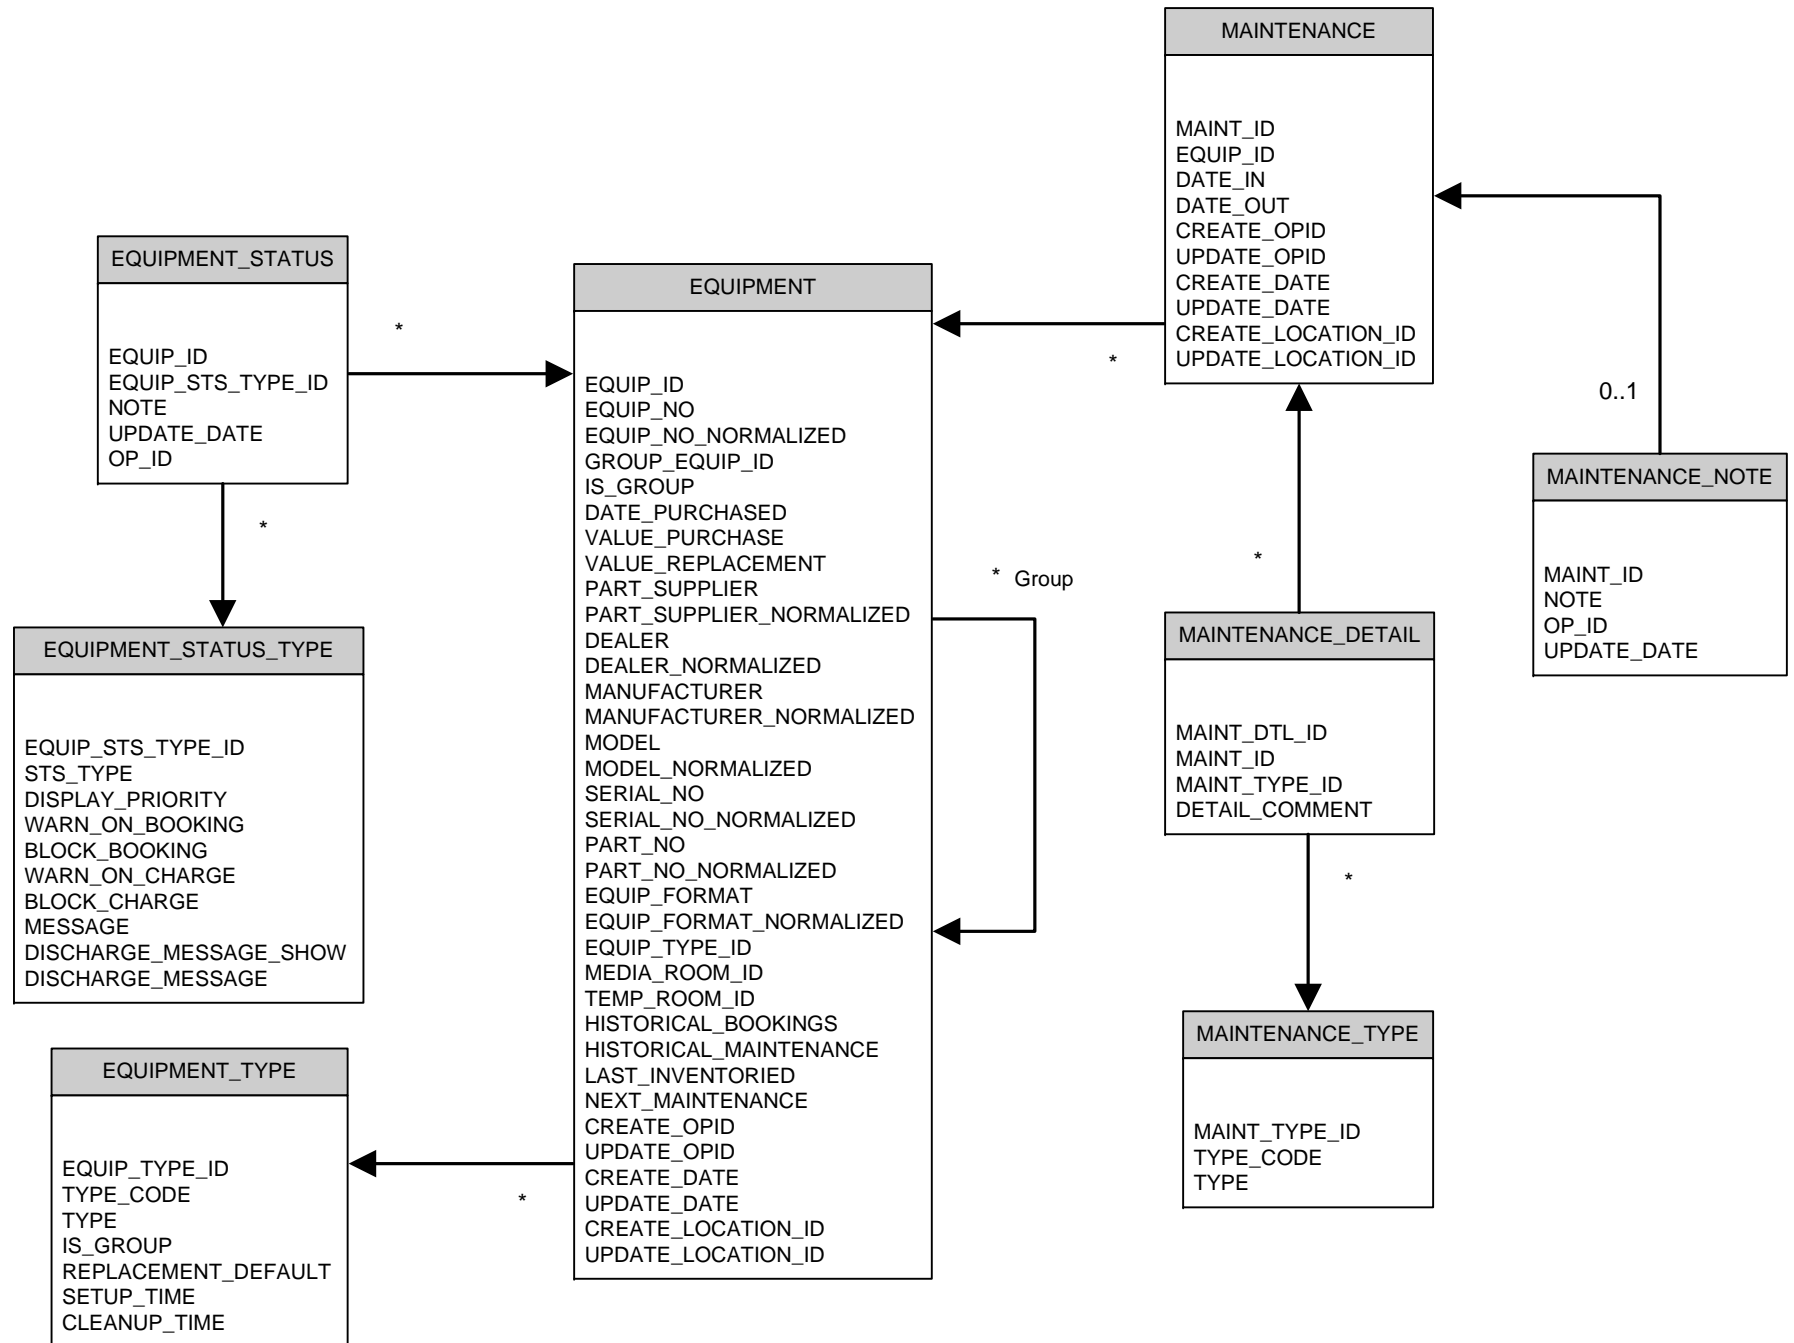 MAINTENANCE
MAINT_ID
EQUIP_ID
DATE_IN
DATE_OUT
CREATE_OPID
UPDATE_OPID
CREATE_DATE
UPDATE_DATE
CREATE_LOCATION_ID
UPDATE_LOCATION_ID
*
0..1
EQUIPMENT_STATUS
EQUIP_ID
EQUIP_STS_TYPE_ID
NOTE
UPDATE_DATE
OP_ID
*
*
EQUIPMENT
EQUIP_ID
EQUIP_NO
EQUIP_NO_NORMALIZED
GROUP_EQUIP_ID
IS_GROUP
DATE_PURCHASED
VALUE_PURCHASE
VALUE_REPLACEMENT
PART_SUPPLIER
PART_SUPPLIER_NORMALIZED
DEALER
DEALER_NORMALIZED
MANUFACTURER
MANUFACTURER_NORMALIZED
MODEL
MODEL_NORMALIZED
SERIAL_NO
SERIAL_NO_NORMALIZED
PART_NO
PART_NO_NORMALIZED
EQUIP_FORMAT
EQUIP_FORMAT_NORMALIZED
EQUIP_TYPE_ID
MEDIA_ROOM_ID
TEMP_ROOM_ID
HISTORICAL_BOOKINGS
HISTORICAL_MAINTENANCE
LAST_INVENTORIED
NEXT_MAINTENANCE
CREATE_OPID
UPDATE_OPID
CREATE_DATE
UPDATE_DATE
CREATE_LOCATION_ID
UPDATE_LOCATION_ID
* Group
*
MAINTENANCE_NOTE
MAINT_ID
NOTE
OP_ID
UPDATE_DATE
MAINTENANCE_DETAIL
MAINT_DTL_ID
MAINT_ID
MAINT_TYPE_ID
DETAIL_COMMENT
*
EQUIPMENT_STATUS_TYPE
EQUIP_STS_TYPE_ID
STS_TYPE
DISPLAY_PRIORITY
WARN_ON_BOOKING
BLOCK_BOOKING
WARN_ON_CHARGE
BLOCK_CHARGE
MESSAGE
DISCHARGE_MESSAGE_SHOW
DISCHARGE_MESSAGE
MAINTENANCE_TYPE
MAINT_TYPE_ID
TYPE_CODE
TYPE
EQUIPMENT_TYPE
EQUIP_TYPE_ID
TYPE_CODE
TYPE
IS_GROUP
REPLACEMENT_DEFAULT
SETUP_TIME
CLEANUP_TIME
*